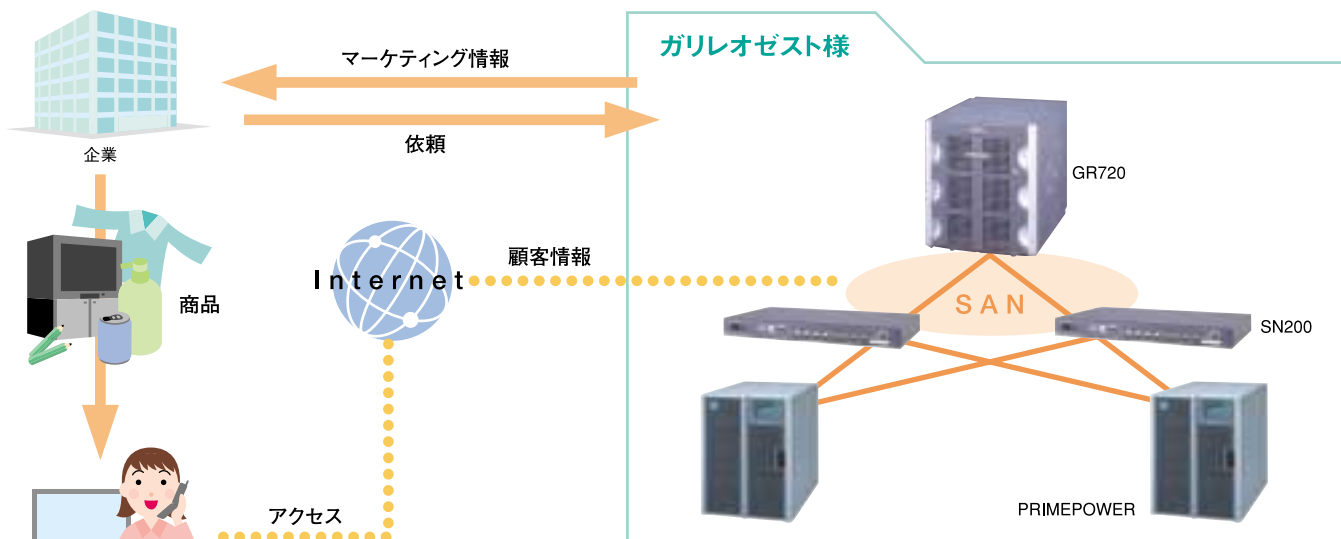 ガリレオゼスト様
マーケティング情報
依頼
企業
GR720
顧客情報
Internet
商品
SAN
SN200
アクセス
PRIMEPOWER